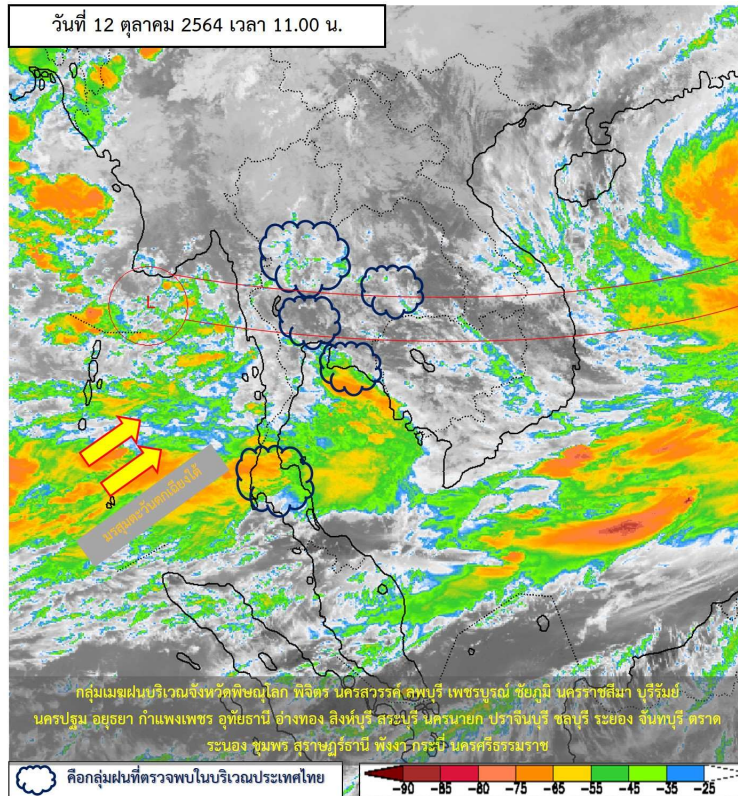 วันที่ 12 ตุลาคม 2564 เวลา 11.00 น.
L
มรสุมตะวันตกเฉียงใต้
กลุ่มเมฆฝนบริเวณจังหวัดพิษณุโลก พิจิตร นครสวรรค์ ลพบุรี เพชรบูรณ์ ชัยภูมิ นครราชสีมา บุรีรัมย์
นครปฐม อยุธยา กำแพงเพชร อุทัยธานี อ่างทอง สิงห์บุรี สระบุรี นครนายก ปราจีนบุรี ชลบุรี ระยอง จันทบุรี ตราด
ระนอง ชุมพร สุราษฎร์ธานี พังงา กระบี่ นครศรีธรรมราช
คือกลุ่มฝนที่ตรวจพบในบริเวณประเทศไทย
-90 -85 -80 -75 -65 -55 -45 -35 -25